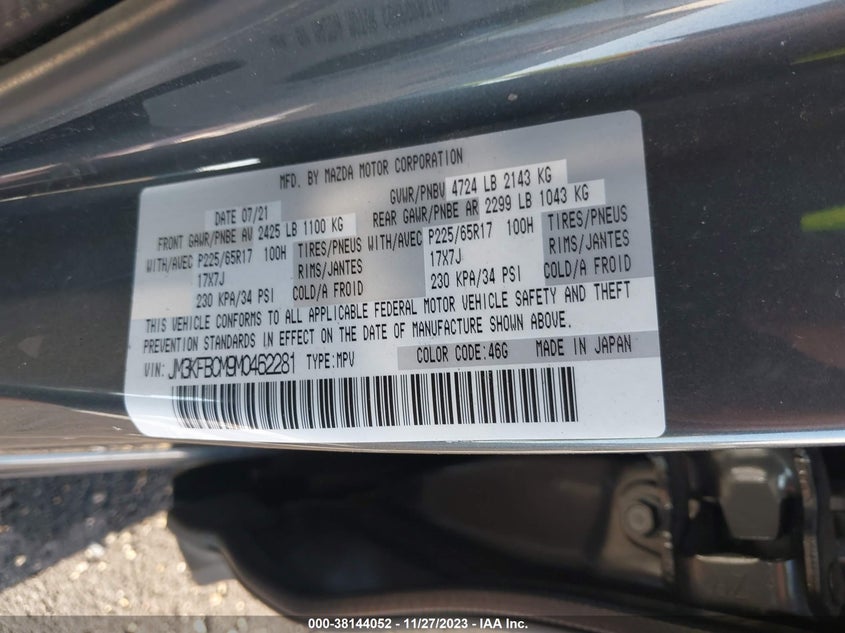 MFD. BY MAZDA MOTOR CORPORATION
DATE 07/21
GVWR/PNBV 4724 LB 2143 KG
FRONT GAWR/PNBE AV 2425 LB 1100 KG
REAR GAWR/PNBE AR 2299 LB 1043 KG
WITH/AVEC P225/65R17 100H TIRES/PNEUS WITH/AVEC P225/65R17 100H TIRES/PNEUS
17X7J RIMS/JANTES 17X7J RIMS/JANTES
230 KPA/34 PSI COLD/A FROID 230 KPA/34 PSI COLD/A FROID
THIS VEHICLE CONFORMS TO ALL APPLICABLE FEDERAL MOTOR VEHICLE SAFETY AND THEFT
PREVENTION STANDARDS IN EFFECT ON THE DATE OF MANUFACTURE SHOWN ABOVE.
VIN: JM3KFBCM9M0462281 TYPE:MPV COLOR CODE:46G MADE IN JAPAN
000-38144052 - 11/27/2023 - IAA Inc.